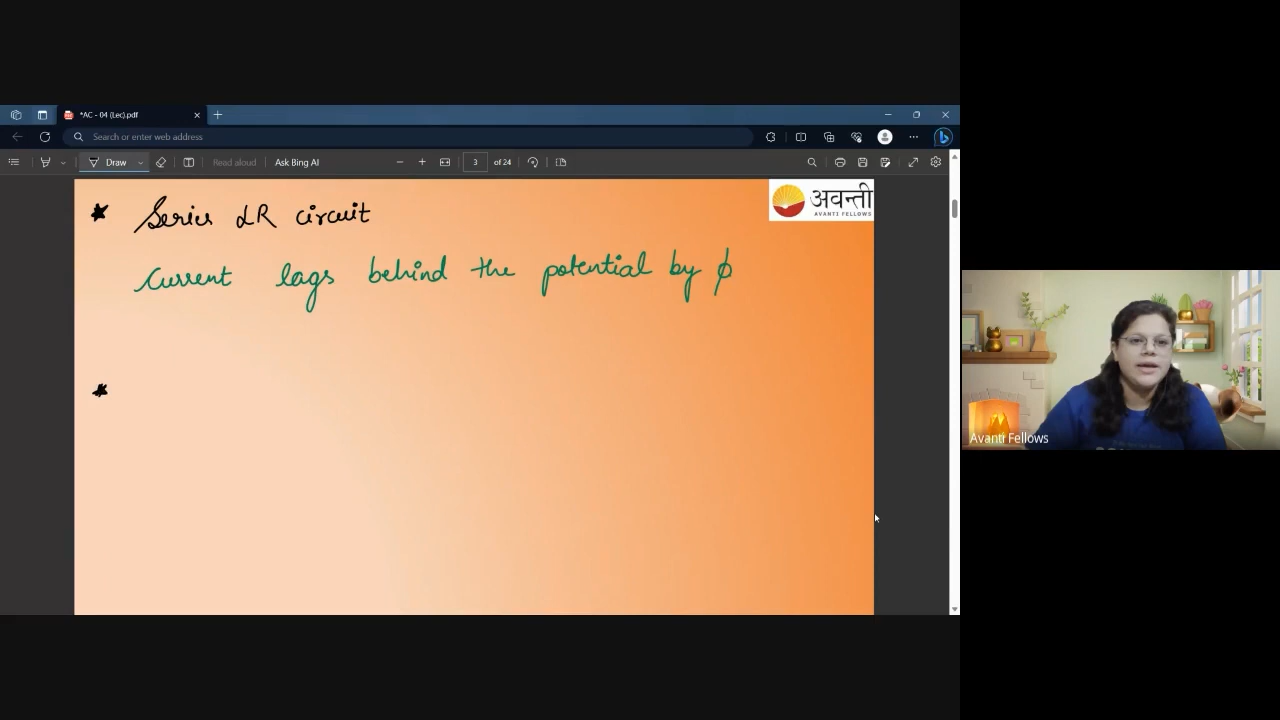 *AC - 04 (Lec).pdf
Search or enter web address
Draw
Read aloud
Ask Bing AI
3
of 24
Series LR circuit
अवन्ती
AVANTI FELLOWS
Current lags behind the potential by ϕ
Avanti Fellows